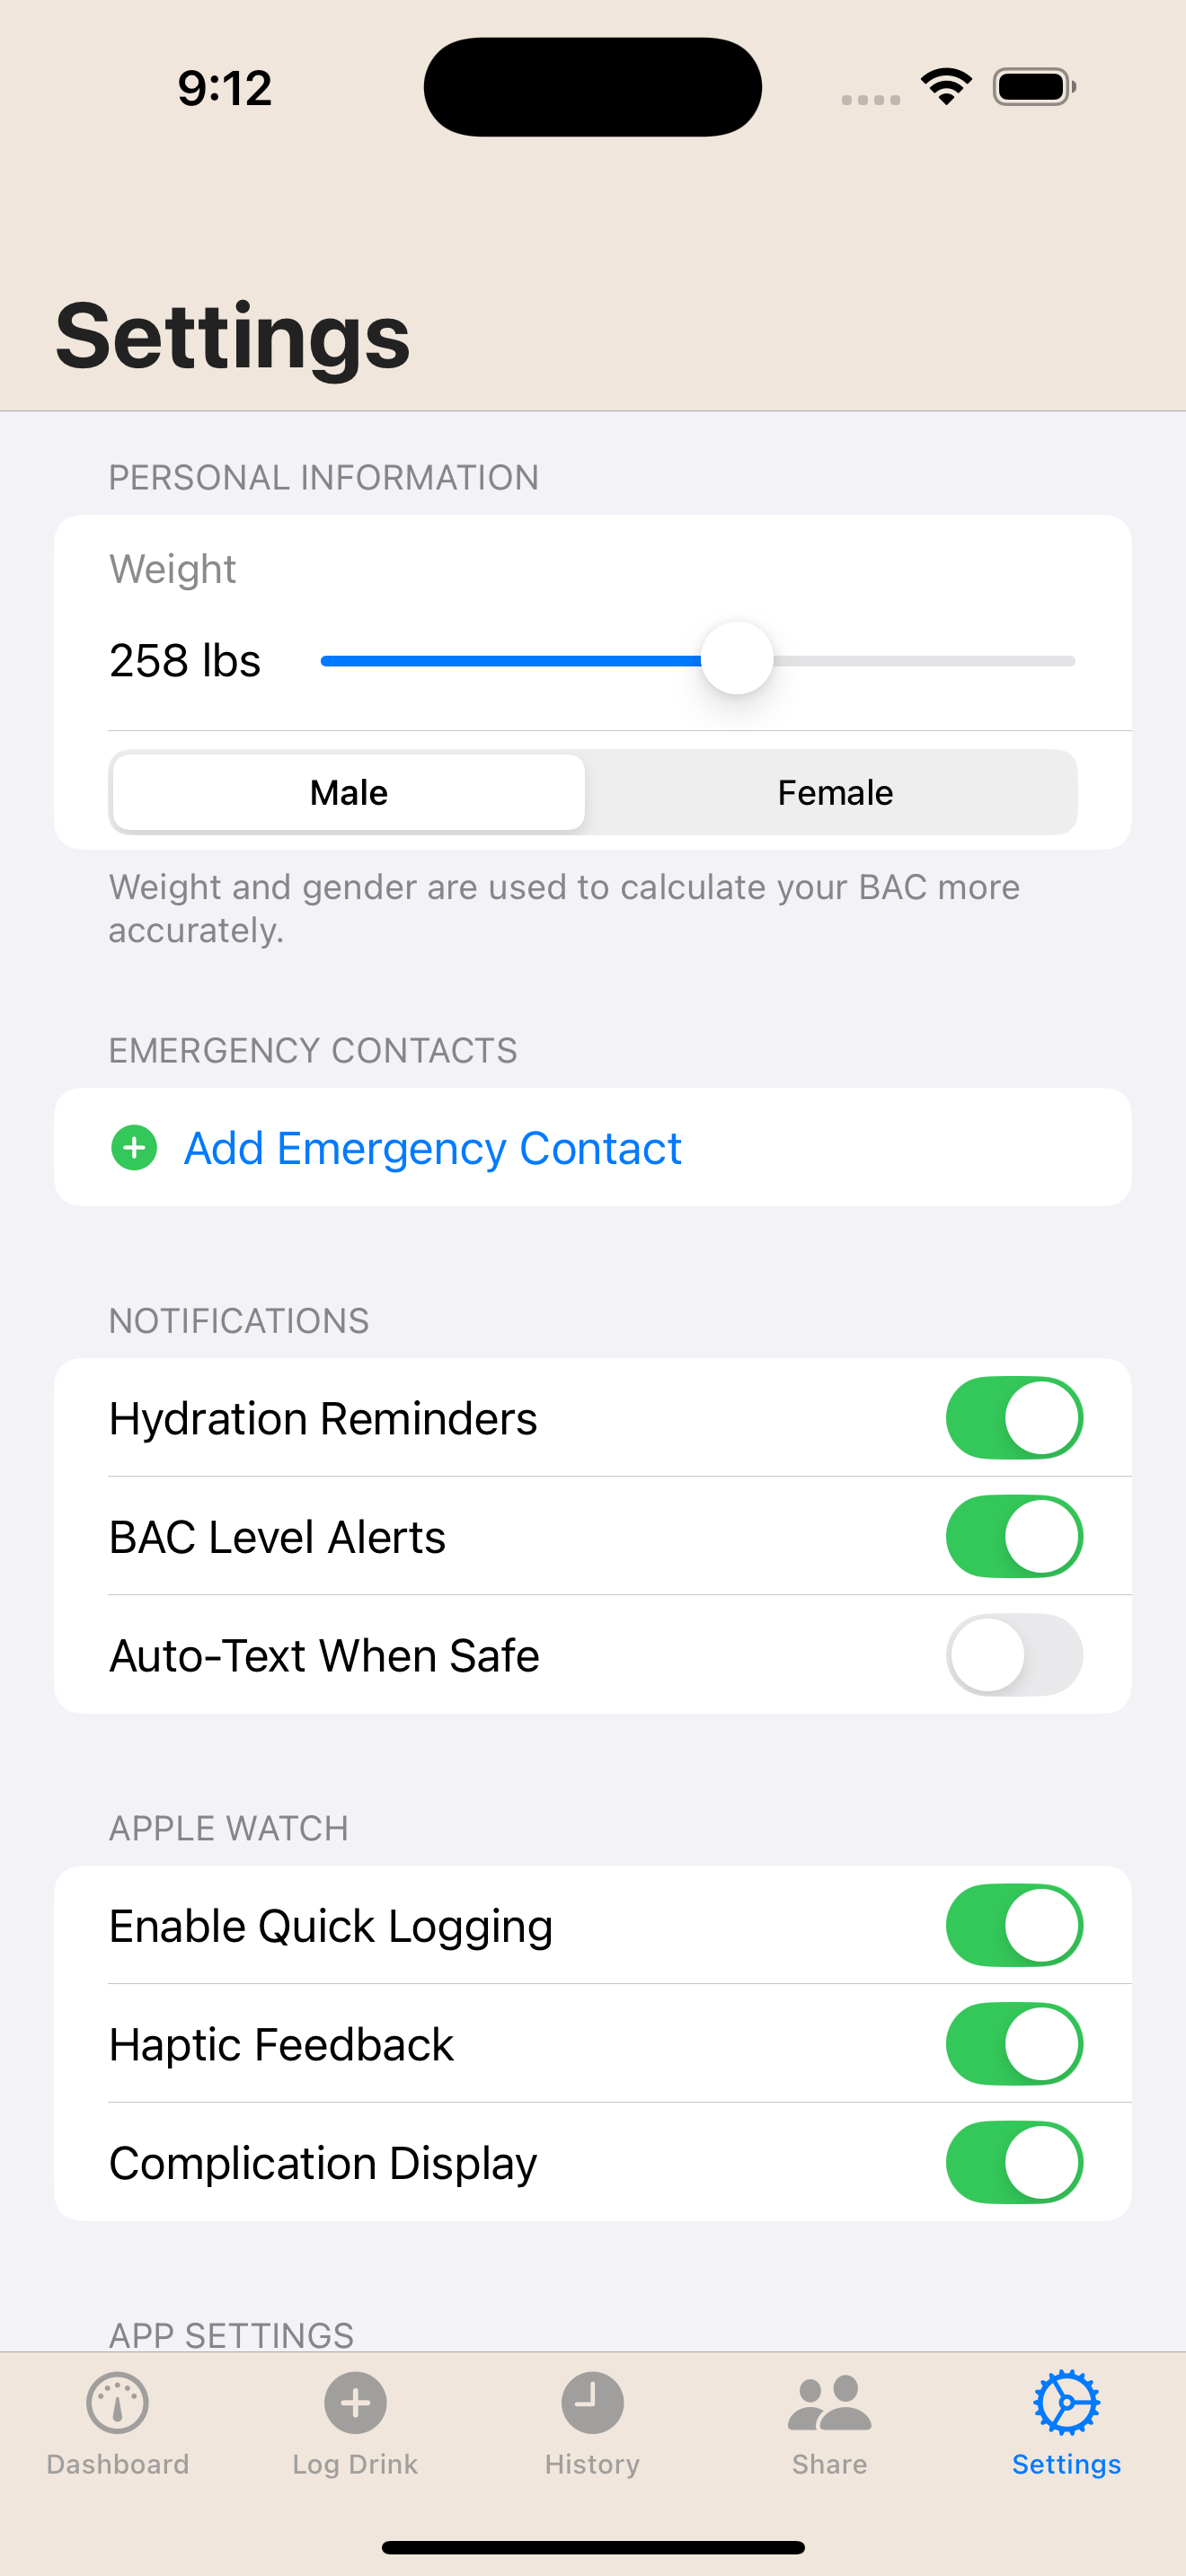 9:12
Settings
PERSONAL INFORMATION
Weight
258 lbs
Male
Female
Weight and gender are used to calculate your BAC more
accurately.
EMERGENCY CONTACTS
Add Emergency Contact
NOTIFICATIONS
Hydration Reminders
BAC Level Alerts
Auto-Text When Safe
APPLE WATCH
Enable Quick Logging
Haptic Feedback
Complication Display
APP SETTINGS
Dashboard
Log Drink
History
Share
Settings